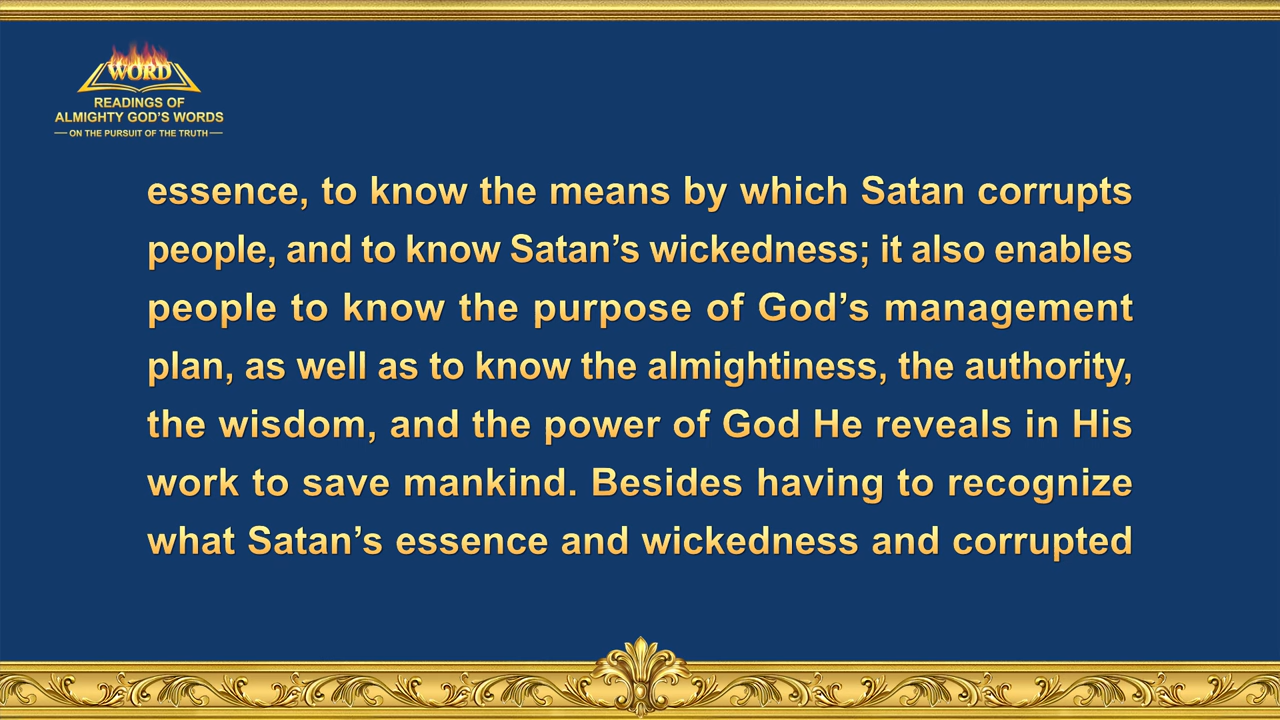 WORD
READINGS OF
ALMIGHTY GOD'S WORDS
— ON THE PURSUIT OF THE TRUTH —
essence, to know the means by which Satan corrupts
people, and to know Satan's wickedness; it also enables
people to know the purpose of God's management
plan, as well as to know the almightiness, the authority,
the wisdom, and the power of God He reveals in His
work to save mankind. Besides having to recognize
what Satan's essence and wickedness and corrupted